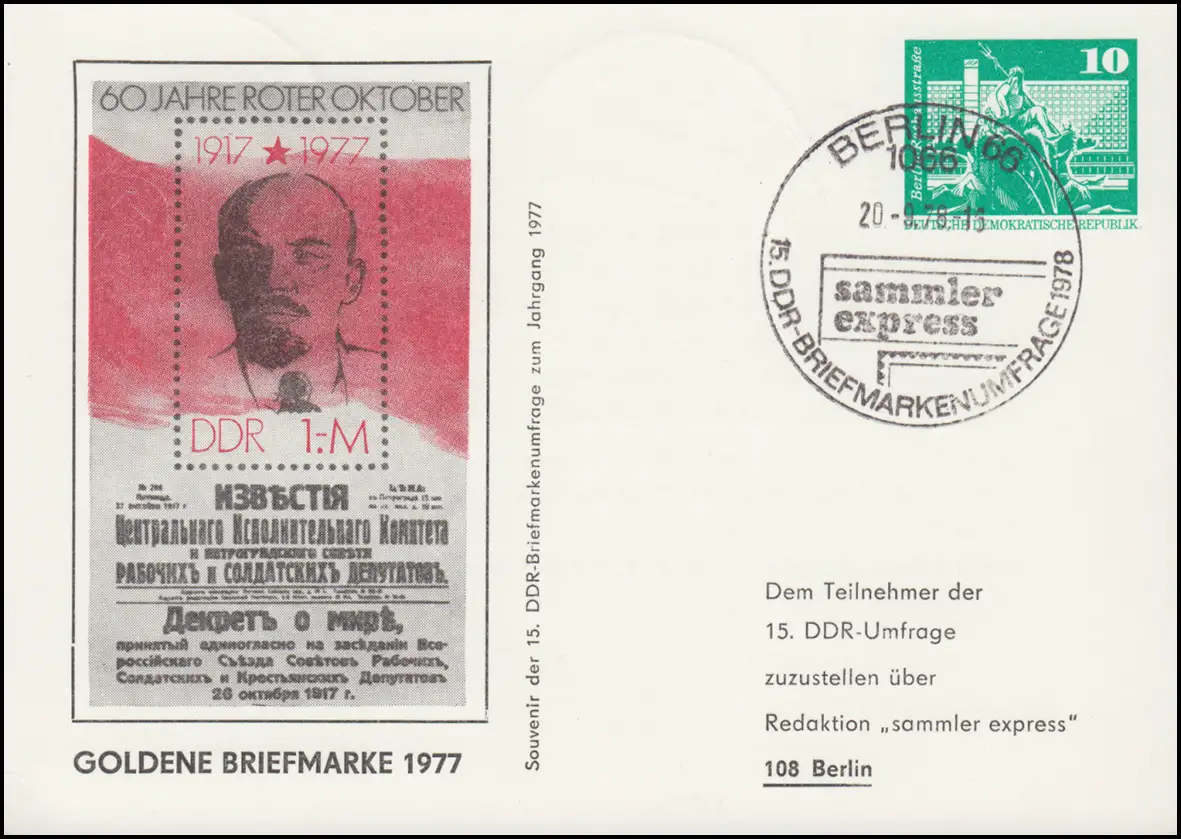 60 JAHRE ROTER OKTOBER
1917 ★ 1977
DDR 1,-M
№
ИЗВѢСТІЯ
Центральнаго Исполнительнаго Комитета
и петроградскаго совѣта
РАБОЧИХЪ и СОЛДАТСКИХЪ ДЕПУТАТОВЪ.
Декретъ о мирѣ,
принятый единогласно на засѣданіи Все-
россійскаго Съѣзда Совѣтовъ Рабочихъ,
Солдатскихъ и Крестьянскихъ Депутатовъ
26 октября 1917 г.
GOLDENE BRIEFMARKE 1977
Souvenir der 15. DDR-Briefmarkenumfrage zum Jahrgang 1977
10
Berlin
DEUTSCHE DEMOKRATISCHE REPUBLIK
BERLIN 66
1066
20.-9.78.-
sammler
express
15. DDR-BRIEFMARKENUMFRAGE 1978
Dem Teilnehmer der
15. DDR-Umfrage
zuzustellen über
Redaktion „sammler express“
108 Berlin